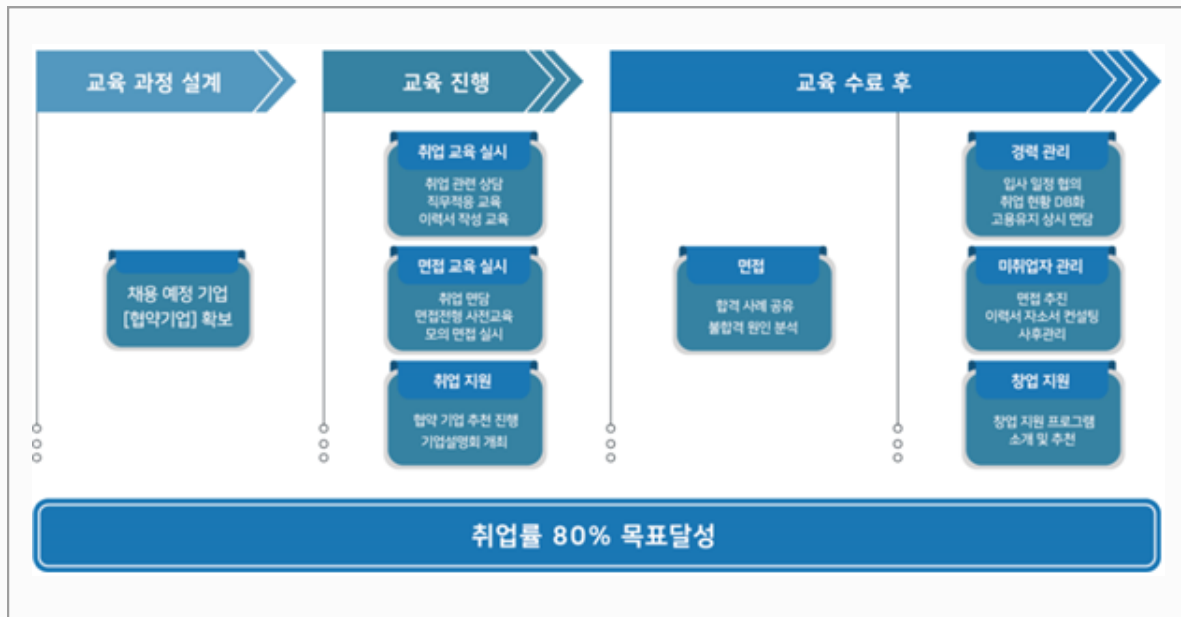 교육 과정 설계
교육 진행
교육 수료 후
채용 예정 기업
[협약기업] 확보
취업 교육 실시
취업 관련 상담
직무적응 교육
이력서 작성 교육
면접 교육 실시
취업 면담
면접전형 사전교육
모의 면접 실시
취업 지원
협약 기업 추천 진행
기업설명회 개최
면접
합격 사례 공유
불합격 원인 분석
경력 관리
입사 일정 협의
취업 현황 DB화
고용유지 상시 면담
미취업자 관리
면접 추진
이력서 자소서 컨설팅
사후관리
창업 지원
창업 지원 프로그램
소개 및 추천
취업률 80% 목표달성